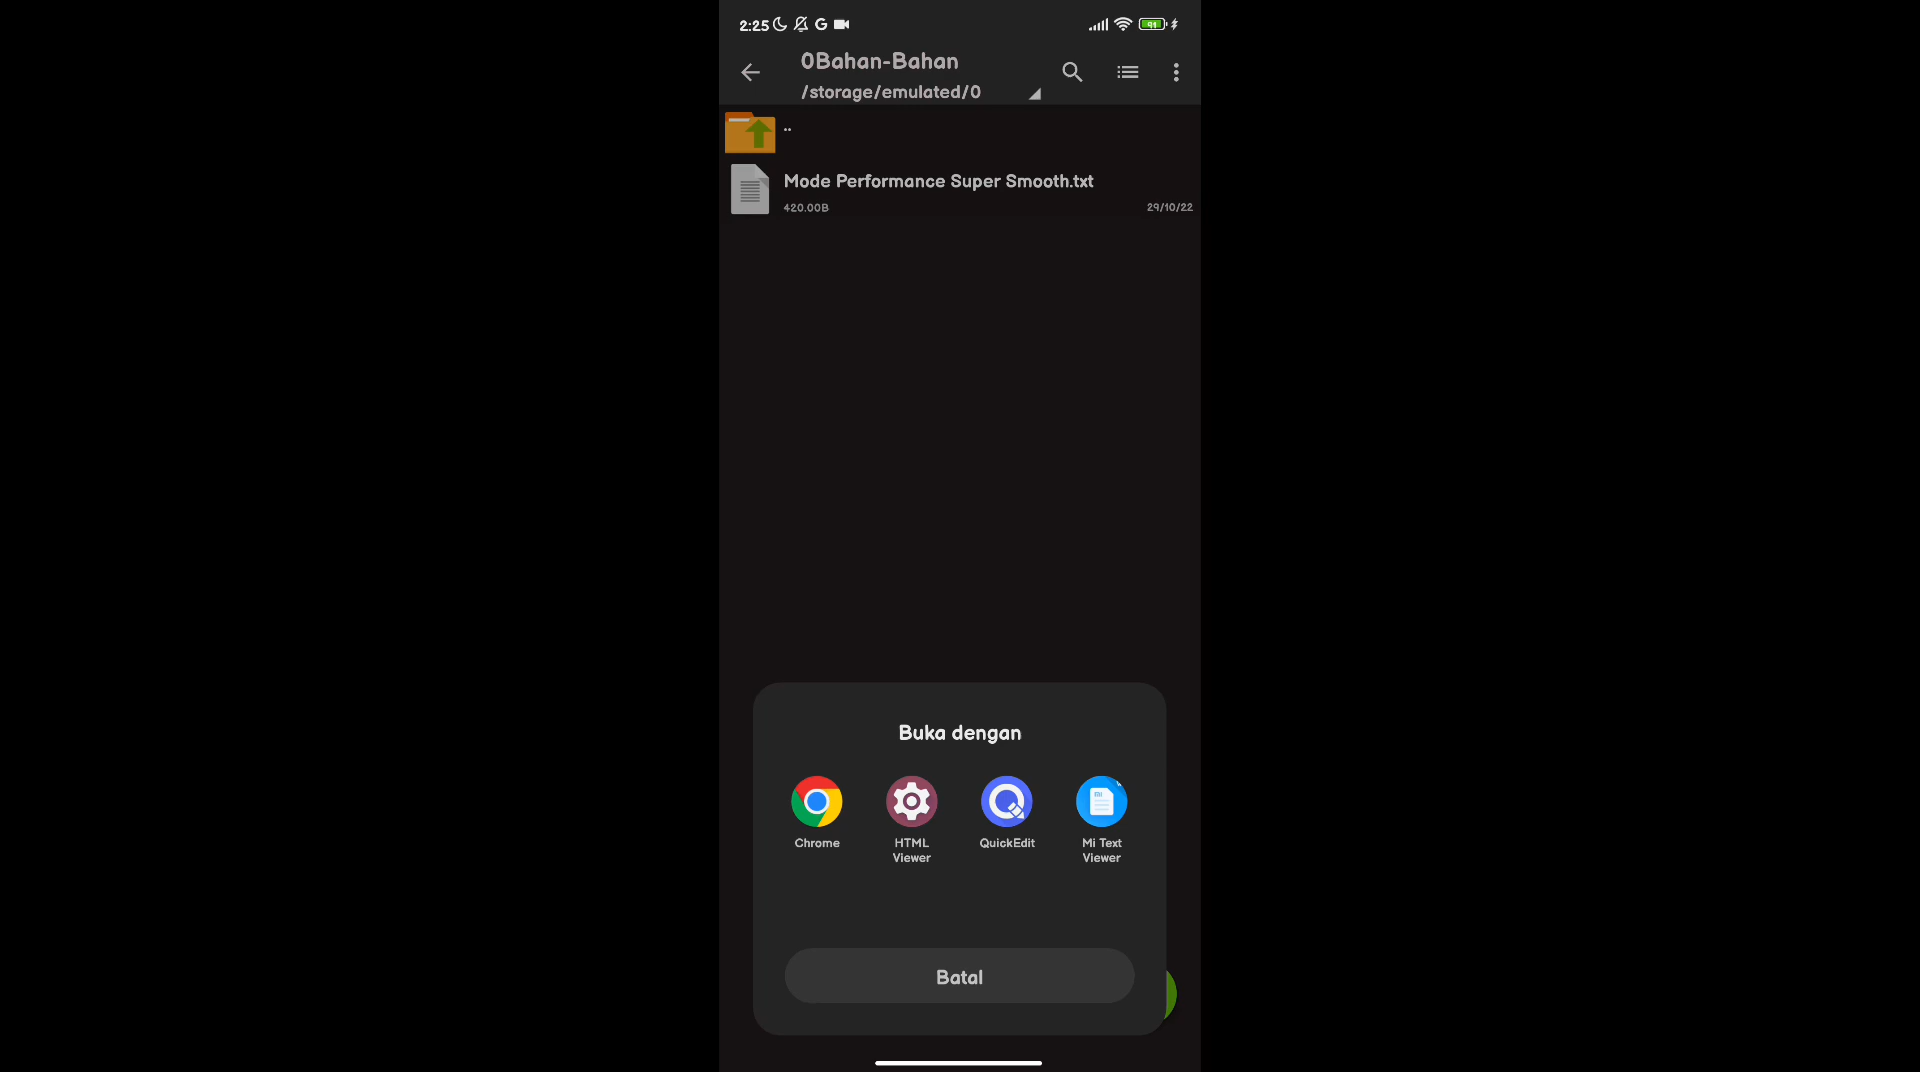 2:25
91
0Bahan-Bahan
/storage/emulated/0
..
Mode Performance Super Smooth.txt
420.00B 29/10/22
Buka dengan
Chrome
HTML Viewer
QuickEdit
Mi Text Viewer
Batal